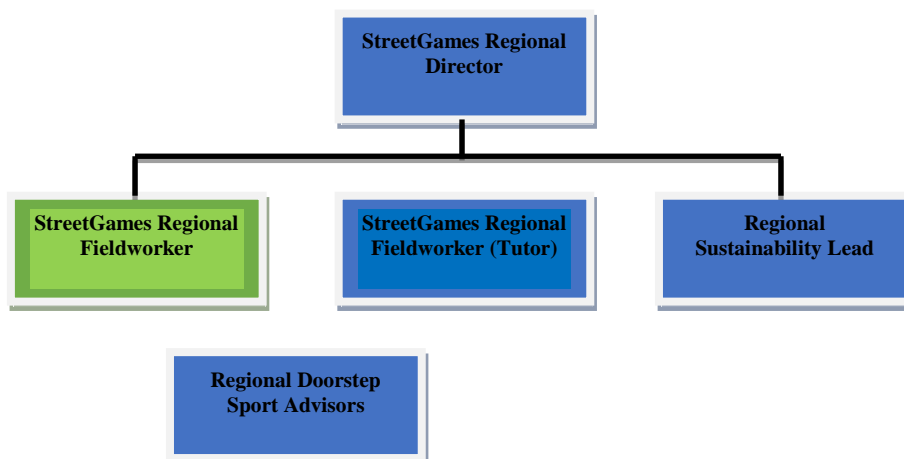 StreetGames Regional
Director
StreetGames Regional
Fieldworker
StreetGames Regional
Fieldworker (Tutor)
Regional
Sustainability Lead
Regional Doorstep
Sport Advisors